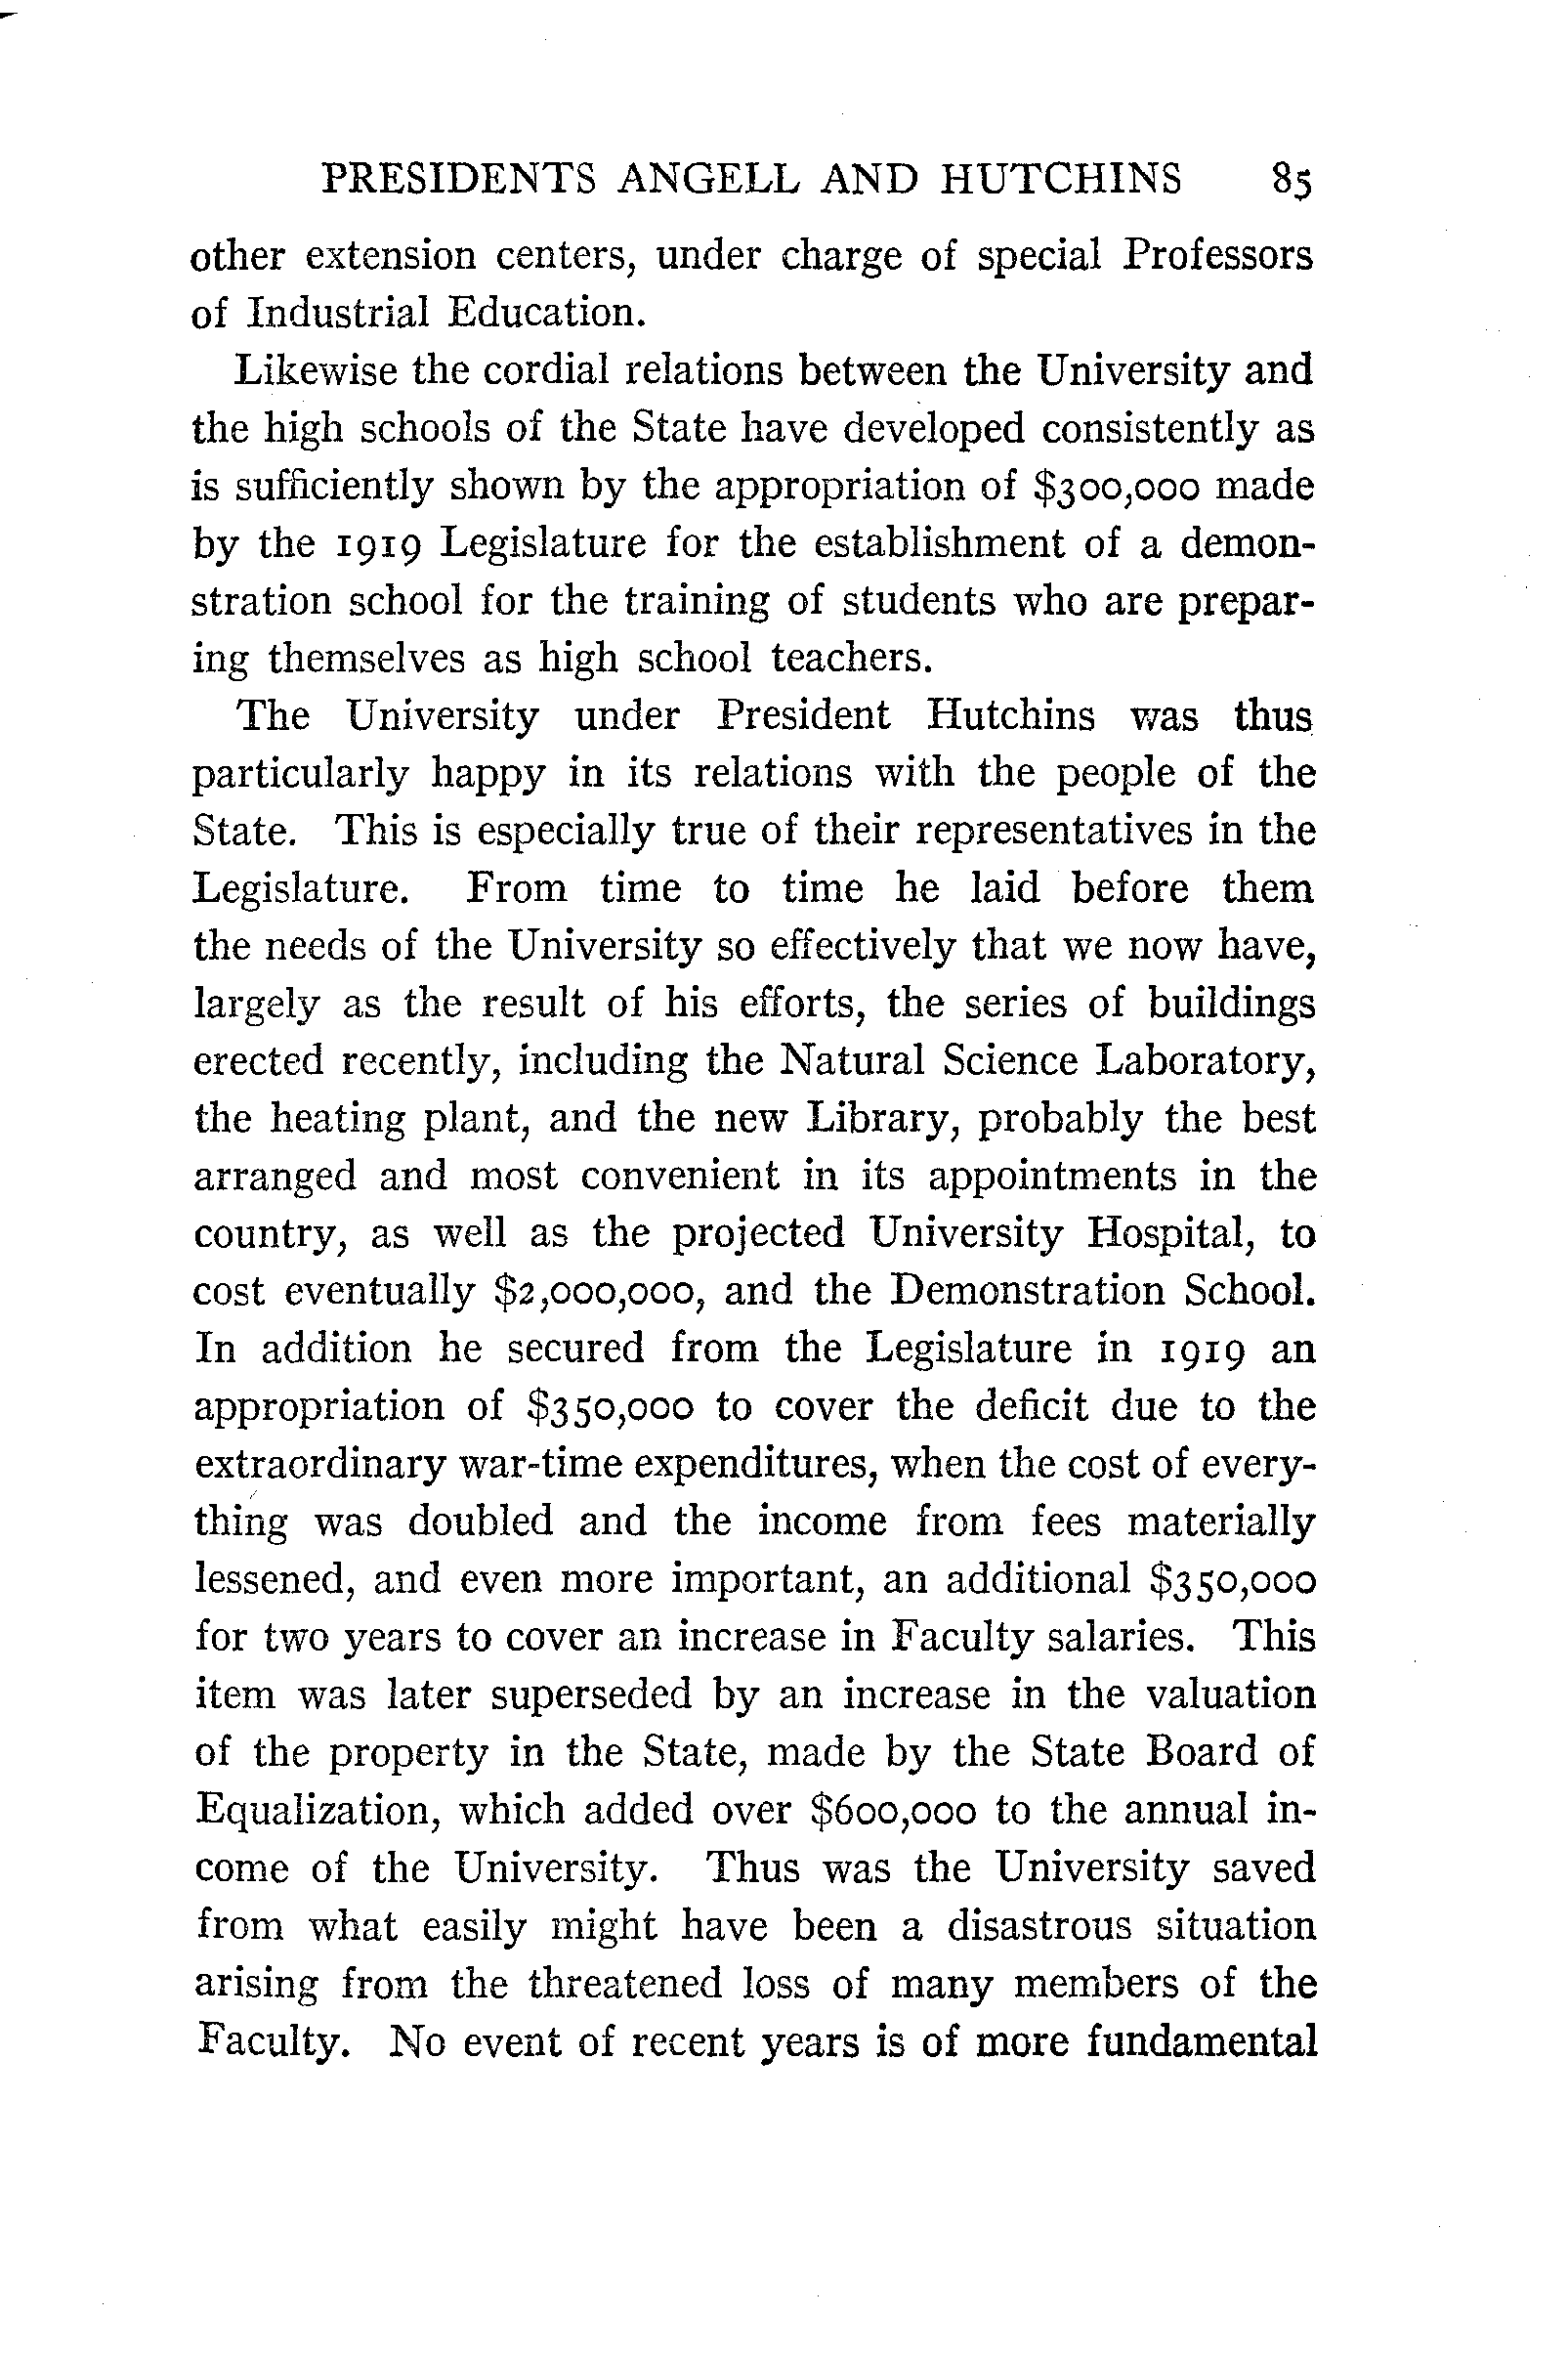 PRESIDENTS ANGELL AND HUTCHINS 85
other extension centers, under charge of special Professors
of Industrial Education.
Likewise the cordial relations between the University and
the high schools of the State have developed consistently as
is sufficiently shown by the appropriation of $300,000 made
by the 1919 Legislature for the establishment of a demon-
stration school for the training of students who are prepar-
ing themselves as high school teachers.
The University under President Hutchins was thus
particularly happy in its relations with the people of the
State. This is especially true of their representatives in the
Legislature. From time to time he laid before them
the needs of the University so effectively that we now have,
largely as the result of his efforts, the series of buildings
erected recently, including the Natural Science Laboratory,
the heating plant, and the new Library, probably the best
arranged and most convenient in its appointments in the
country, as well as the projected University Hospital, to
cost eventually $2,000,000, and the Demonstration School.
In addition he secured from the Legislature in 1919 an
appropriation of $350,000 to cover the deficit due to the
extraordinary war-time expenditures, when the cost of every-
thing was doubled and the income from fees materially
lessened, and even more important, an additional $350,000
for two years to cover an increase in Faculty salaries. This
item was later superseded by an increase in the valuation
of the property in the State, made by the State Board of
Equalization, which added over $600,000 to the annual in-
come of the University. Thus was the University saved
from what easily might have been a disastrous situation
arising from the threatened loss of many members of the
Faculty. No event of recent years is of more fundamental